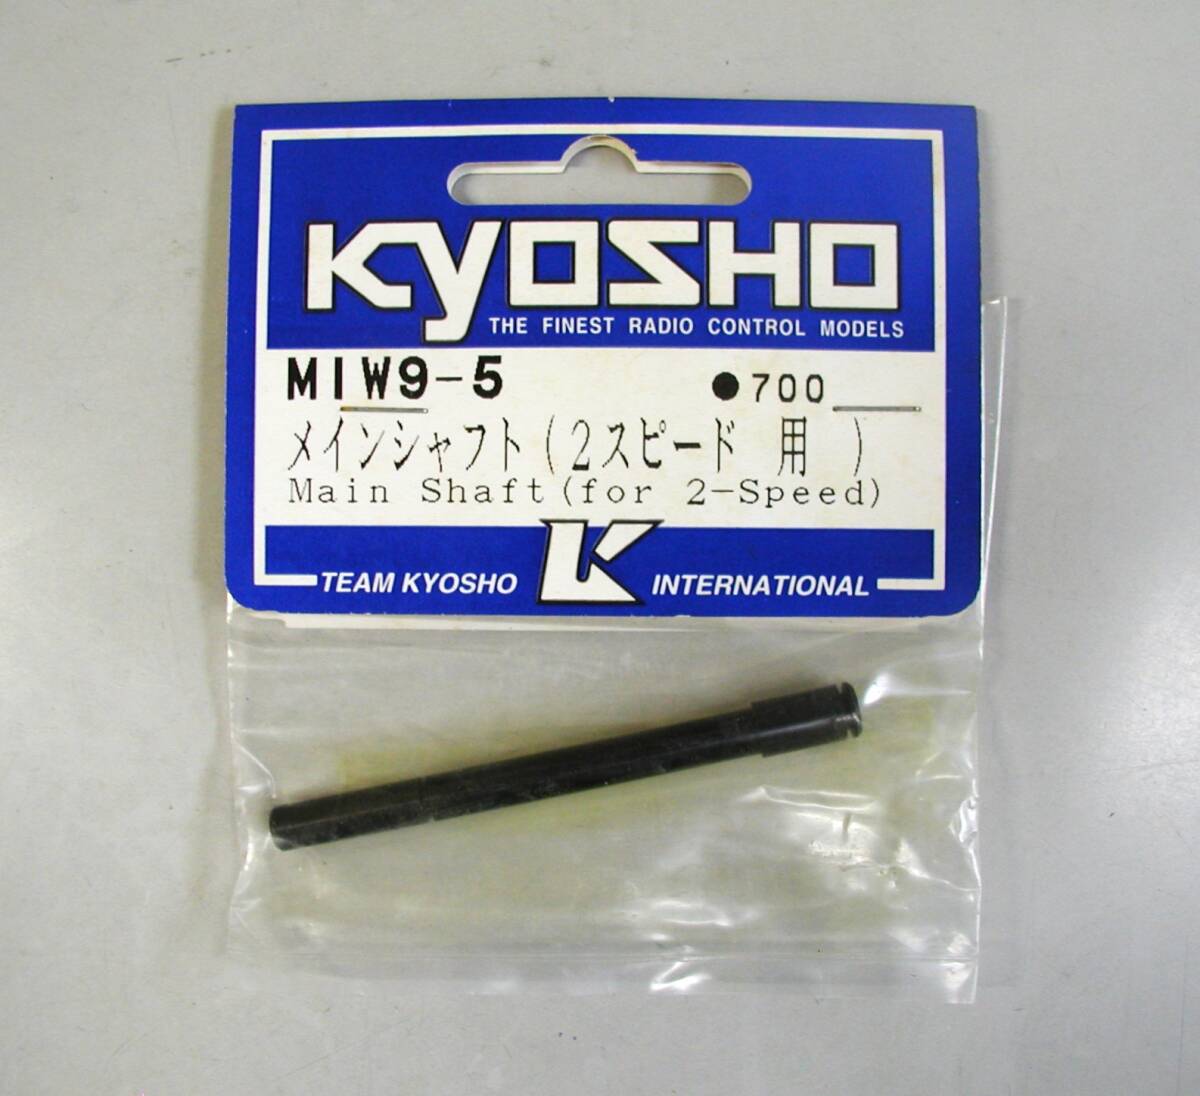 KYOSHO
THE FINEST RADIO CONTROL MODELS
MIW9-5 ●700
メインシャフト(2スピード 用 )
Main Shaft(for 2-Speed)
TEAM KYOSHO K INTERNATIONAL